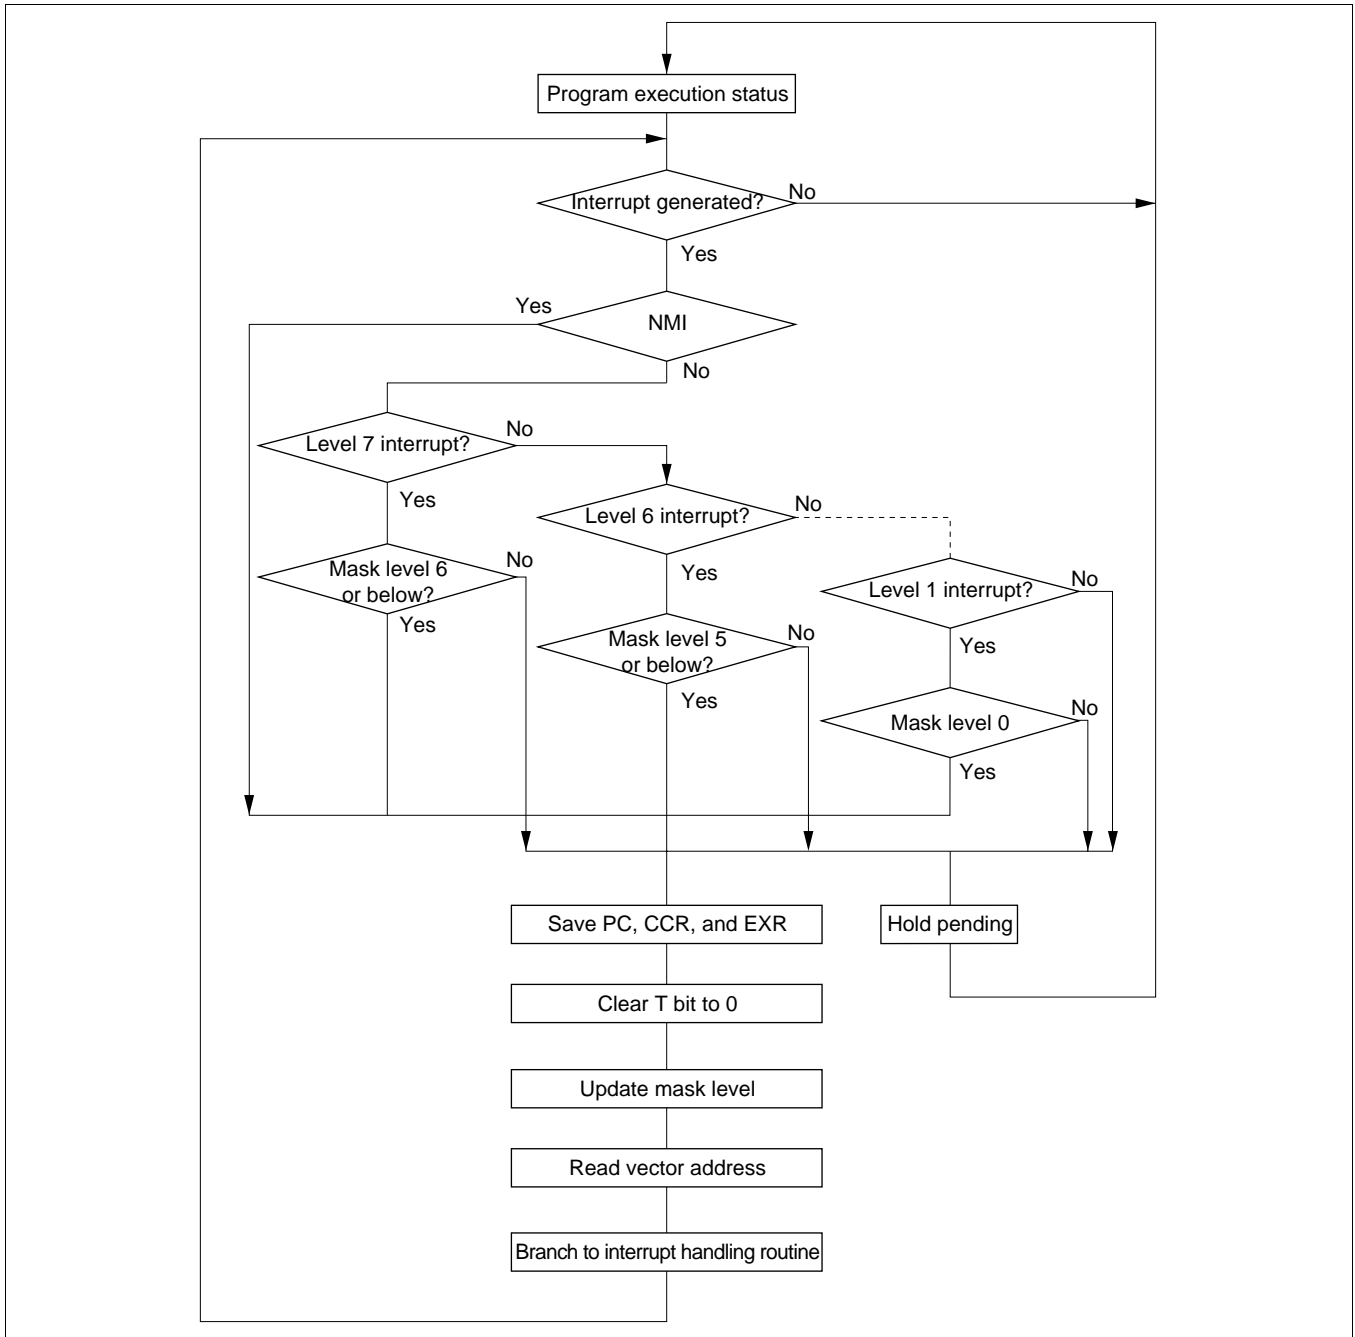 Program execution status
Interrupt generated?
No
Yes
Yes
NMI
No
Level 7 interrupt?
No
Yes
Level 6 interrupt?
No
Yes
Mask level 6
or below?
No
Yes
Level 1 interrupt?
No
Yes
Mask level 5
or below?
No
Yes
Mask level 0
No
Yes
Save PC, CCR, and EXR
Hold pending
Clear T bit to 0
Update mask level
Read vector address
Branch to interrupt handling routine